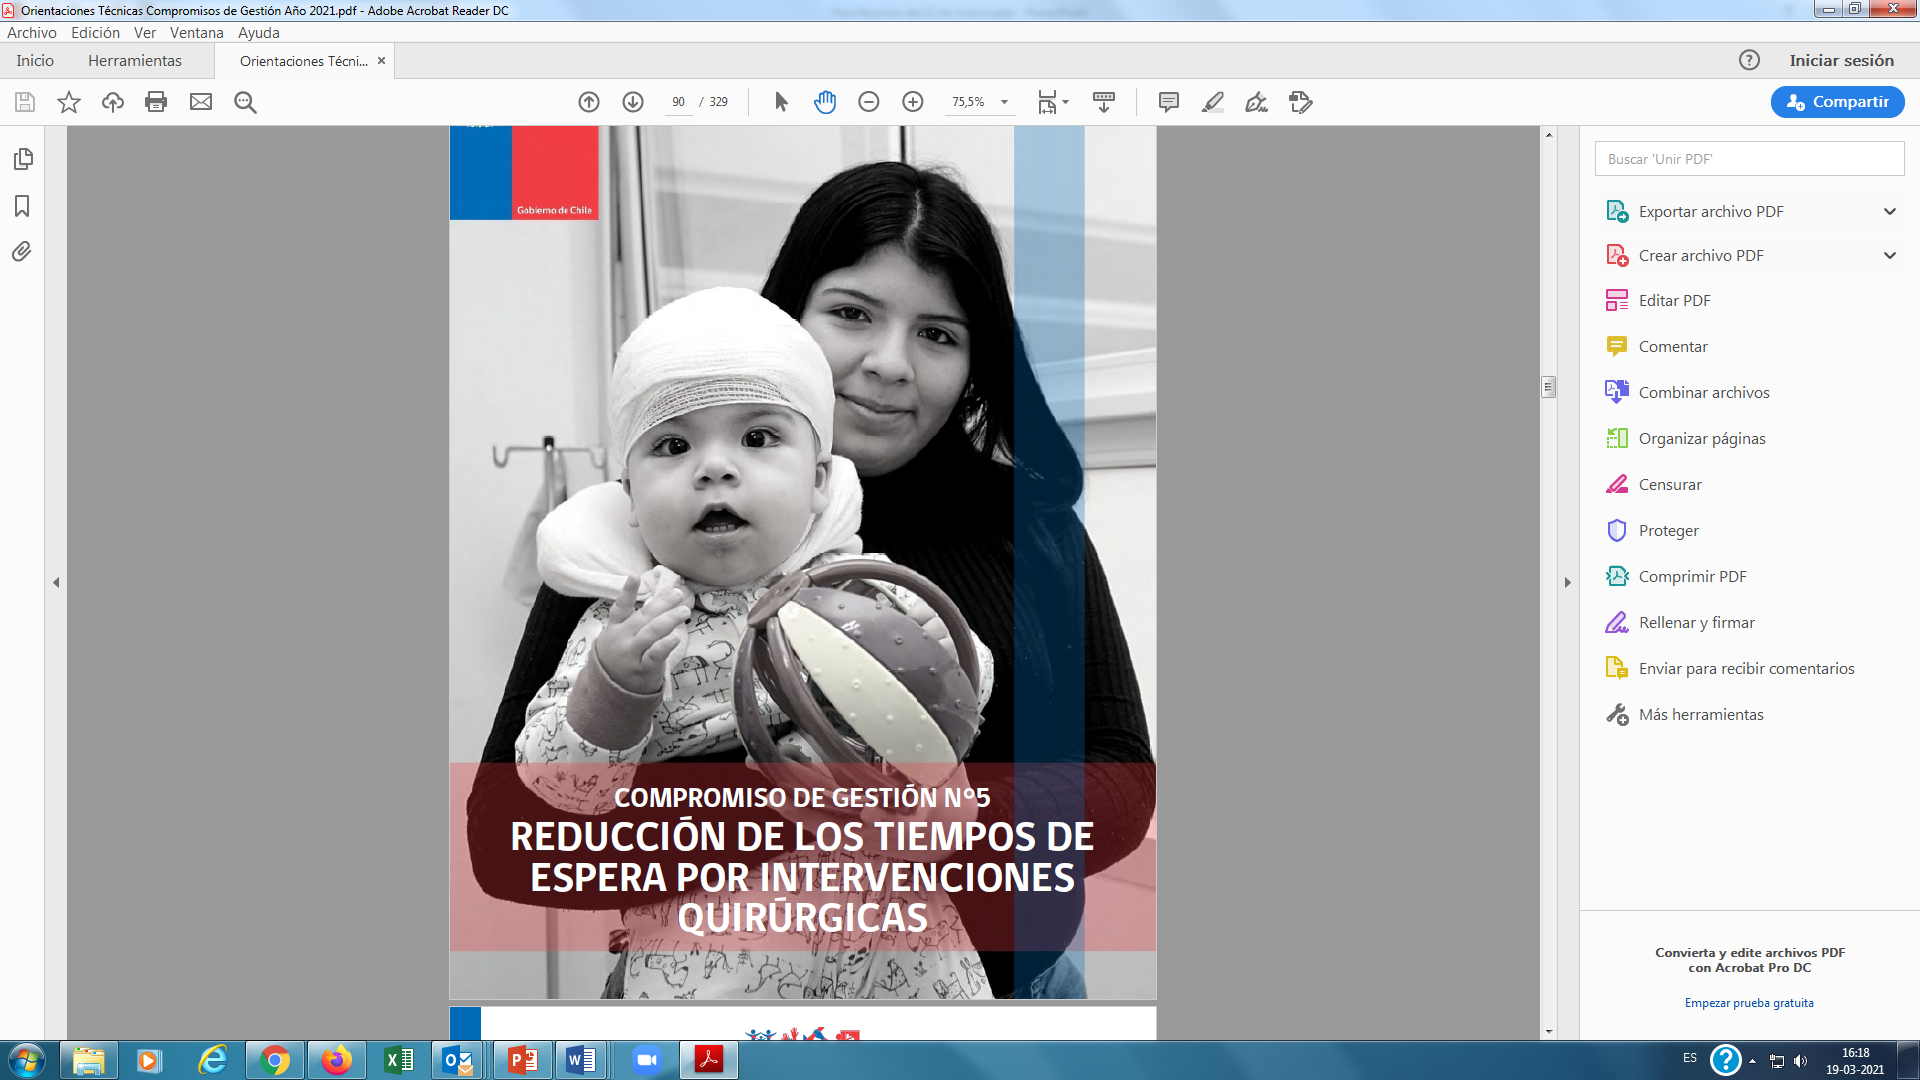 Orientaciones Técnicas Compromisos de Gestión Año 2021.pdf - Adobe Acrobat Reader DC
Archivo Edición Ver Ventana Ayuda
Inicio Herramientas Orientaciones Técni... Iniciar sesión
90 / 329 75,5% Compartir
Gobierno de Chile
COMPROMISO DE GESTIÓN N°5
REDUCCIÓN DE LOS TIEMPOS DE
ESPERA POR INTERVENCIONES
QUIRÚRGICAS
Buscar 'Unir PDF'
Exportar archivo PDF
Crear archivo PDF
Editar PDF
Comentar
Combinar archivos
Organizar páginas
Censurar
Proteger
Comprimir PDF
Rellenar y firmar
Enviar para recibir comentarios
Más herramientas
Convierta y edite archivos PDF
con Acrobat Pro DC
Empezar prueba gratuita
ES
16:18
19-03-2021